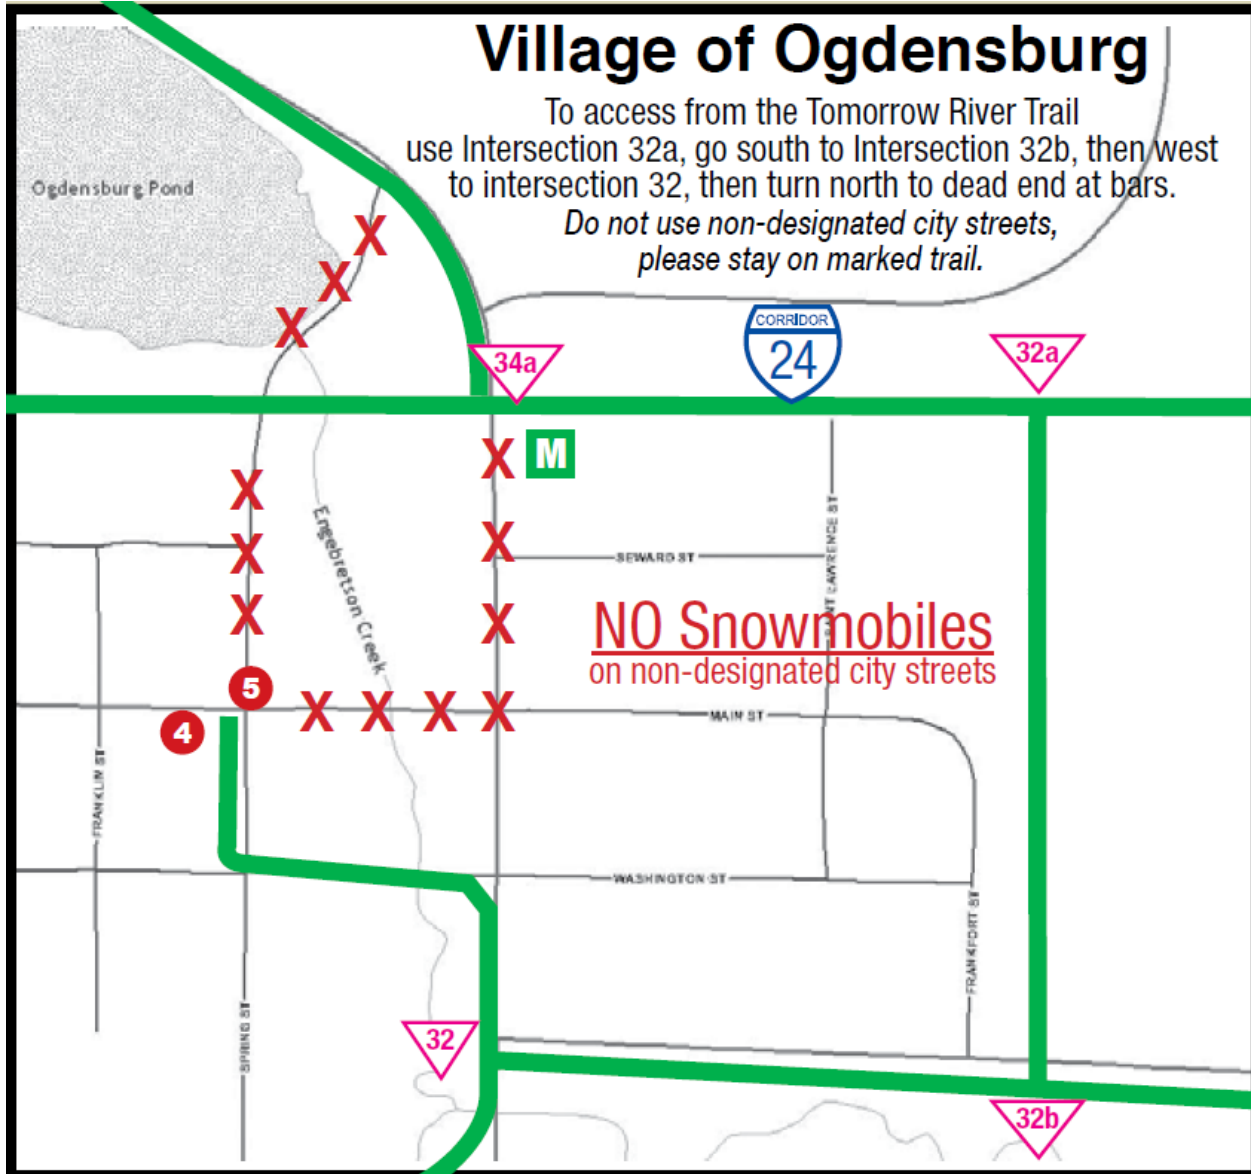 Village of Ogdensburg
To access from the Tomorrow River Trail
use Intersection 32a, go south to Intersection 32b, then west
to intersection 32, then turn north to dead end at bars.
Do not use non-designated city streets,
please stay on marked trail.
Ogdensburg Pond
X
X
X
CORRIDOR
24
34a
32a
X
M
X
X
X
X
X
Engebretson Creek
SEWARD ST
SAINT LAWRENCE ST
X
NO Snowmobiles
on non-designated city streets
5
4
X
X
X
X
MAIN ST
FRANKLIN ST
WASHINGTON ST
FRANKFORT ST
SPRING ST
32
32b